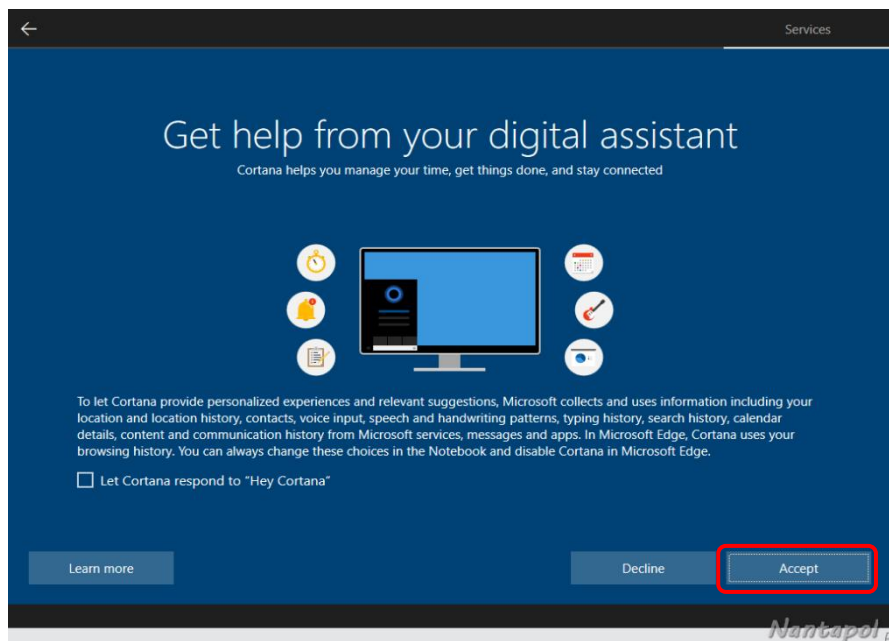 Services
Get help from your digital assistant
Cortana helps you manage your time, get things done, and stay connected
To let Cortana provide personalized experiences and relevant suggestions, Microsoft collects and uses information including your
location and location history, contacts, voice input, speech and handwriting patterns, typing history, search history, calendar
details, content and communication history from Microsoft services, messages and apps. In Microsoft Edge, Cortana uses your
browsing history. You can always change these choices in the Notebook and disable Cortana in Microsoft Edge.
Let Cortana respond to "Hey Cortana"
Learn more
Decline
Accept
Nantapol